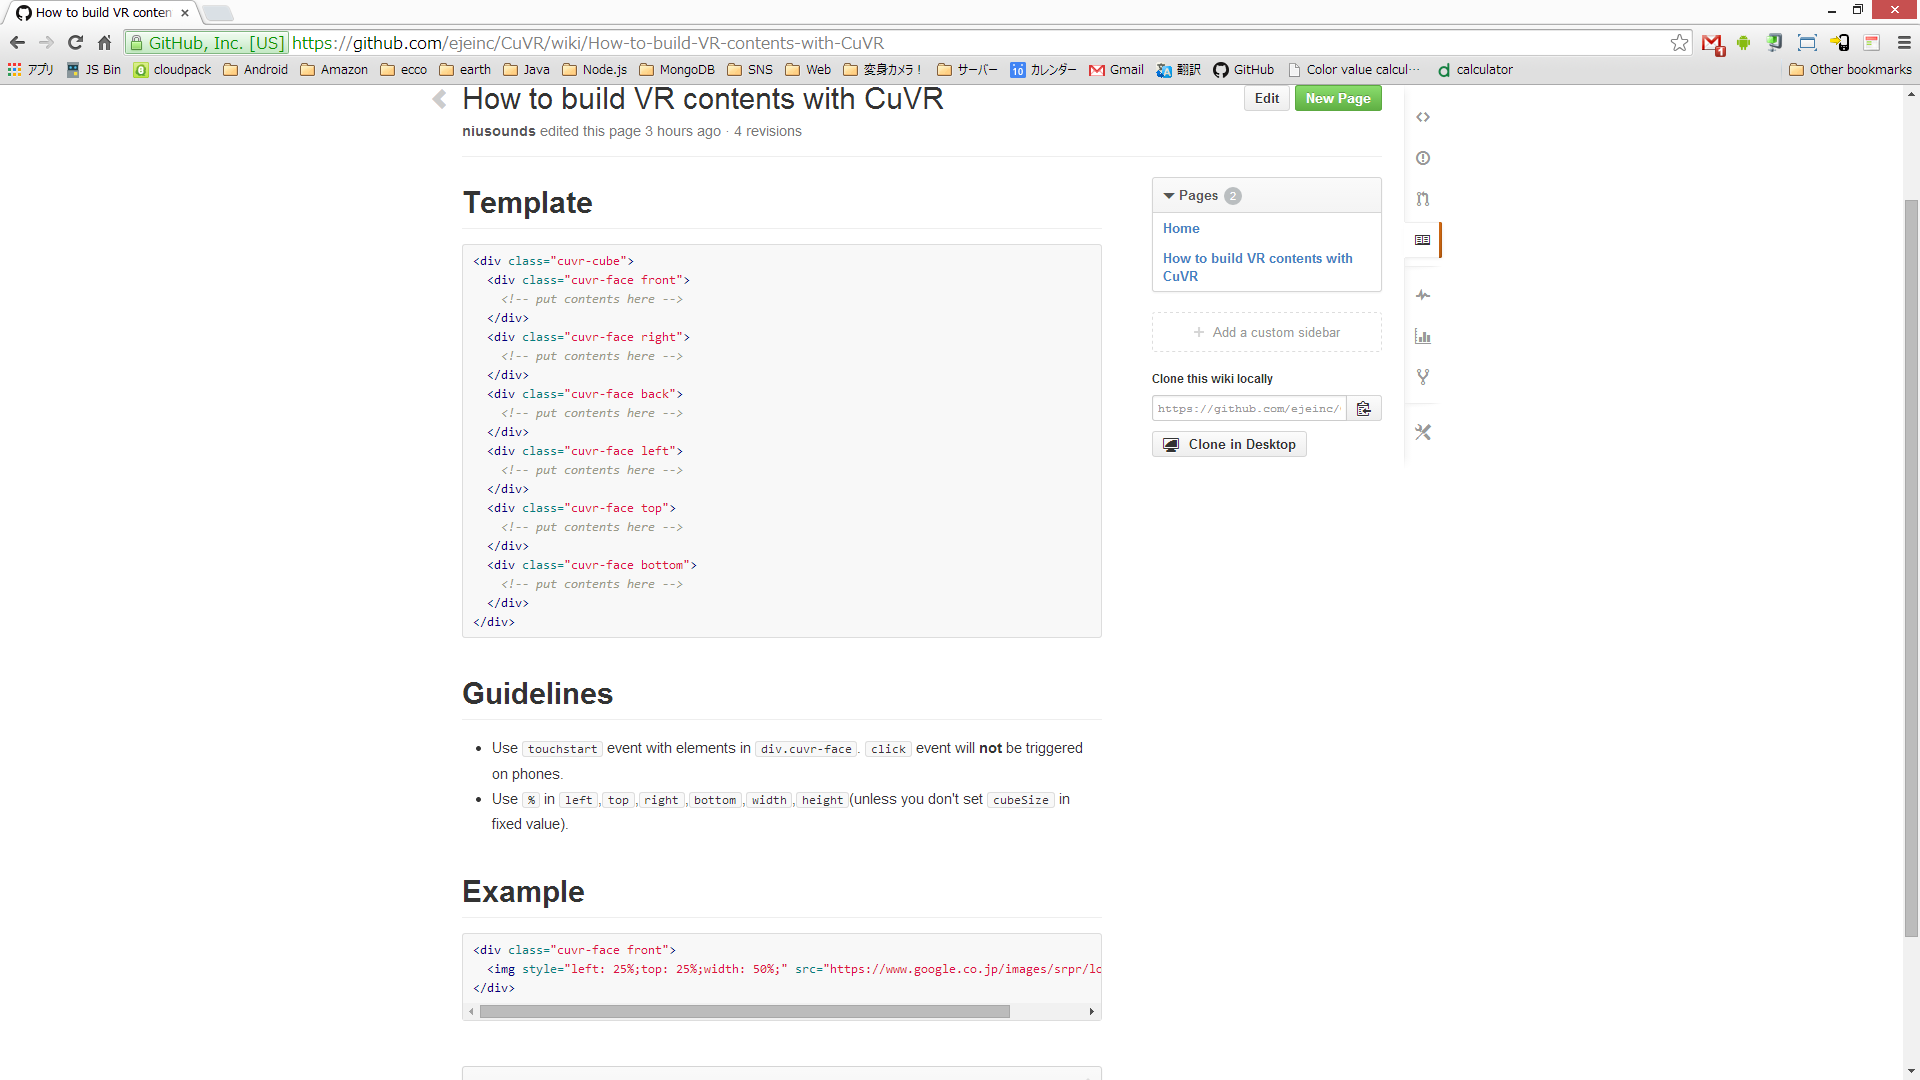 How to build VR conten
GitHub, Inc. [US] https://github.com/ejeinc/CuVR/wiki/How-to-build-VR-contents-with-CuVR
1
アプリ JS Bin cloudpack Android Amazon ecco earth Java Node.js MongoDB SNS Web 変身カメラ！ サーバー 10 カレンダー Gmail 翻訳 GitHub Color value calcul… calculator Other bookmarks
How to build VR contents with CuVR
Edit New Page
niusounds edited this page 3 hours ago · 4 revisions
Template
<div class="cuvr-cube">
<div class="cuvr-face front">
<!-- put contents here -->
</div>
<div class="cuvr-face right">
<!-- put contents here -->
</div>
<div class="cuvr-face back">
<!-- put contents here -->
</div>
<div class="cuvr-face left">
<!-- put contents here -->
</div>
<div class="cuvr-face top">
<!-- put contents here -->
</div>
<div class="cuvr-face bottom">
<!-- put contents here -->
</div>
</div>
Guidelines
• Use touchstart event with elements in div.cuvr-face. click event will not be triggered
on phones.
• Use % in left,top,right,bottom,width,height(unless you don't set cubeSize in
fixed value).
Example
<div class="cuvr-face front">
<img style="left: 25%;top: 25%;width: 50%;" src="https://www.google.co.jp/images/srpr/lo
</div>
Pages 2
Home
How to build VR contents with
CuVR
+ Add a custom sidebar
Clone this wiki locally
https://github.com/ejeinc/
Clone in Desktop